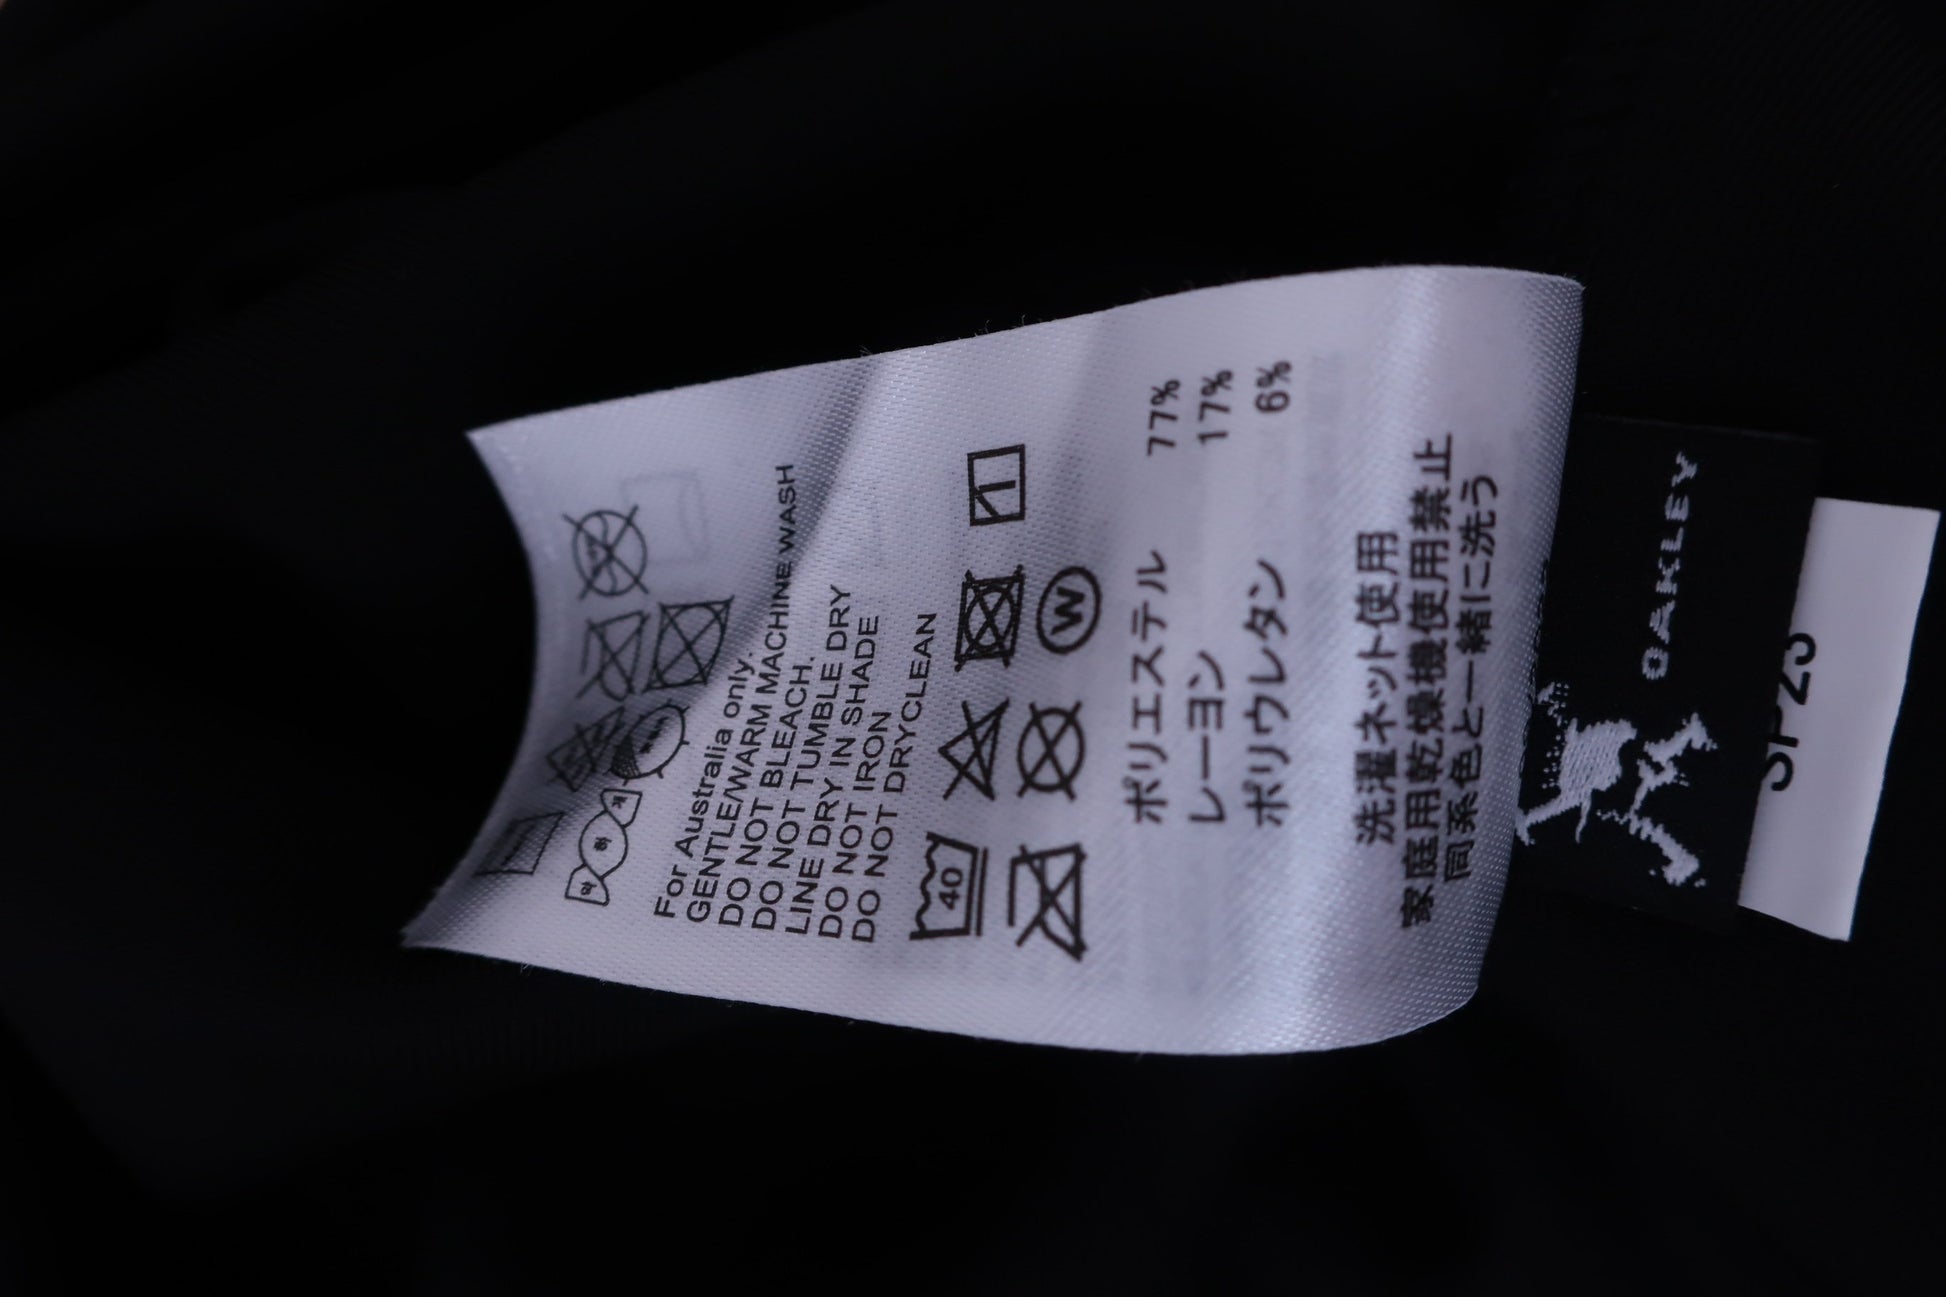 For Australia only.
GENTLE/WARM MACHINE WASH
DO NOT BLEACH.
DO NOT TUMBLE DRY
LINE DRY IN SHADE
DO NOT IRON
DO NOT DRYCLEAN
40
W
ポリエステル 77%
レーヨン 17%
ポリウレタン 6%
洗濯ネット使用
家庭用乾燥機使用禁止
同系色と一緒に洗う
OAKLEY
SP23